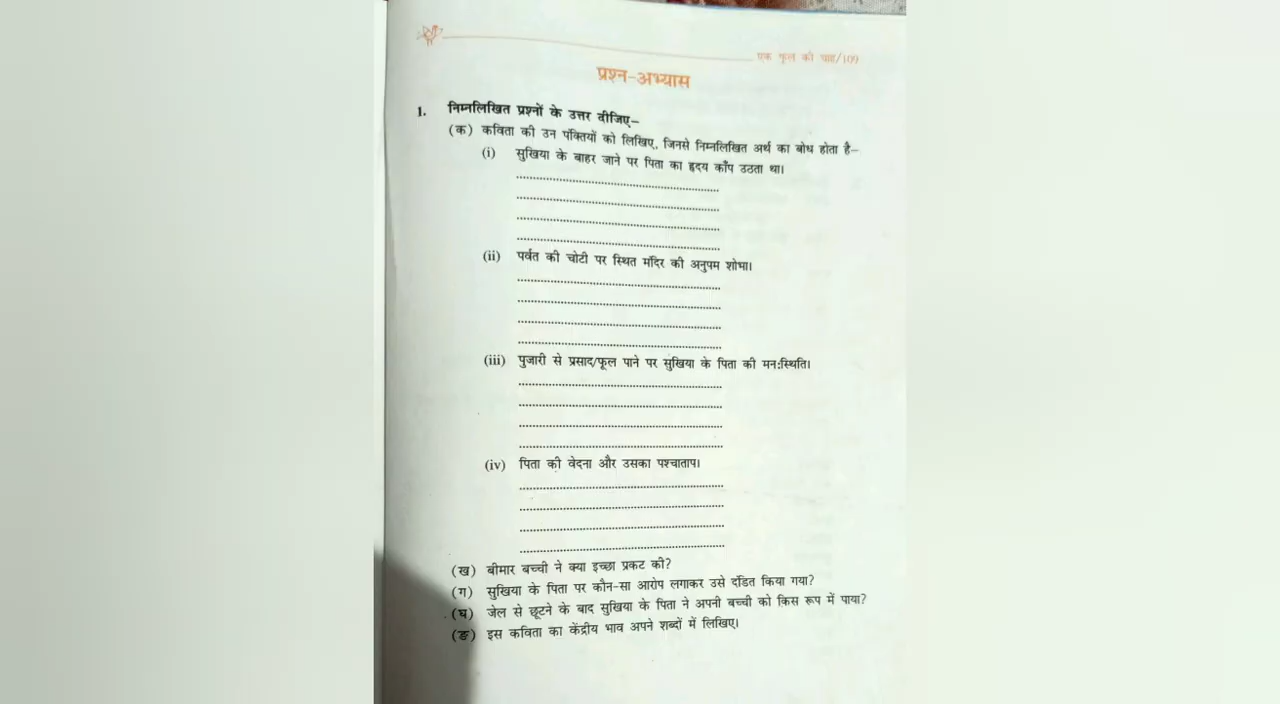 एक फूल की चाह/109
प्रश्न-अभ्यास
1. निम्नलिखित प्रश्नों के उत्तर दीजिए–
(क) कविता की उन पंक्तियों को लिखिए, जिनसे निम्नलिखित अर्थ का बोध होता है–
(i) सुखिया के बाहर जाने पर पिता का हृदय काँप उठता था।
(ii) पर्वत की चोटी पर स्थित मंदिर की अनुपम शोभा।
(iii) पुजारी से प्रसाद/फूल पाने पर सुखिया के पिता की मनःस्थिति।
(iv) पिता की वेदना और उसका पश्चाताप।
(ख) बीमार बच्ची ने क्या इच्छा प्रकट की?
(ग) सुखिया के पिता पर कौन-सा आरोप लगाकर उसे दंडित किया गया?
(घ) जेल से छूटने के बाद सुखिया के पिता ने अपनी बच्ची को किस रूप में पाया?
(ङ) इस कविता का केंद्रीय भाव अपने शब्दों में लिखिए।